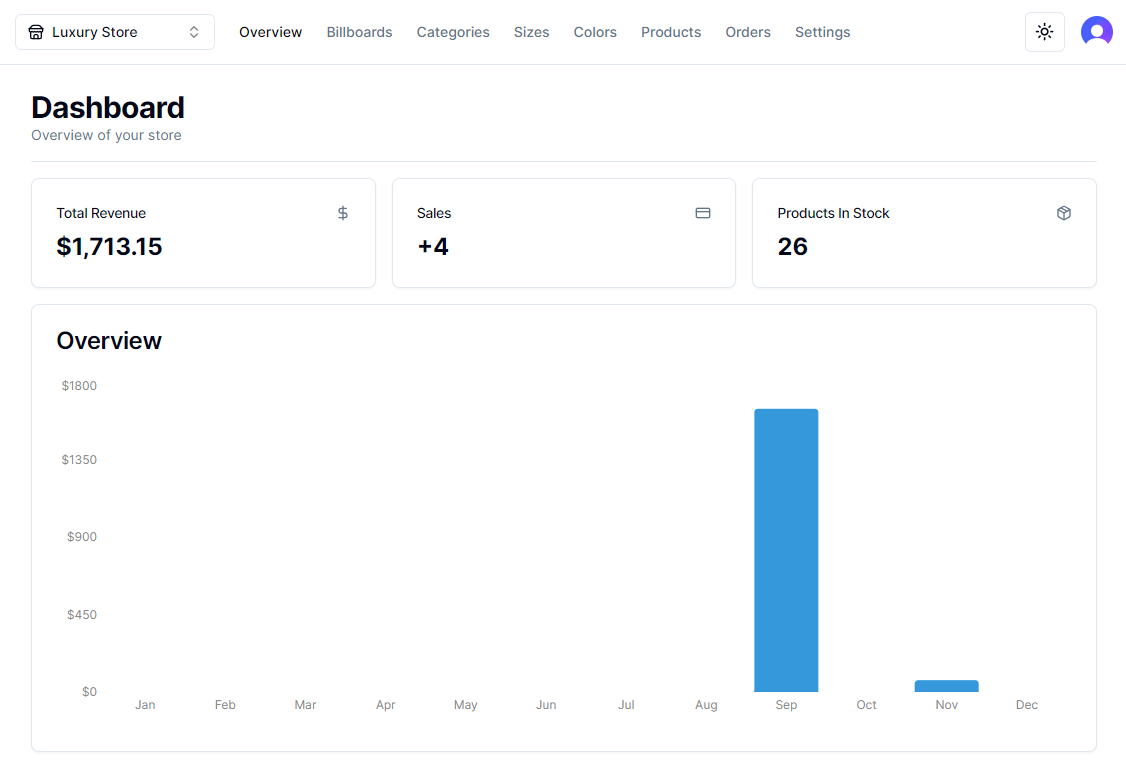 Luxury Store Overview Billboards Categories Sizes Colors Products Orders Settings
Dashboard
Overview of your store
Total Revenue
$1,713.15
Sales
+4
Products In Stock
26
Overview
$1800
$1350
$900
$450
$0
Jan Feb Mar Apr May Jun Jul Aug Sep Oct Nov Dec